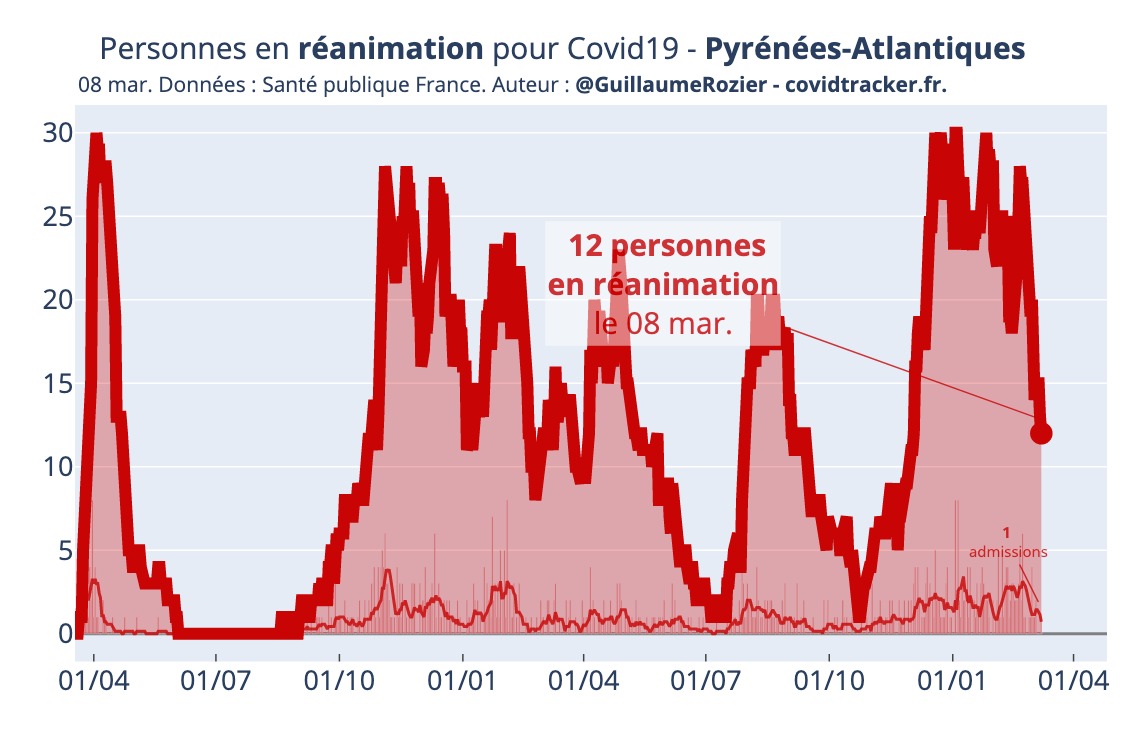 Personnes en réanimation pour Covid19 - Pyrénées-Atlantiques
08 mar. Données : Santé publique France. Auteur : @GuillaumeRozier - covidtracker.fr.
30
25
20
15
10
5
0
12 personnes
en réanimation
le 08 mar.
1
admissions
01/04 01/07 01/10 01/01 01/04 01/07 01/10 01/01 01/04